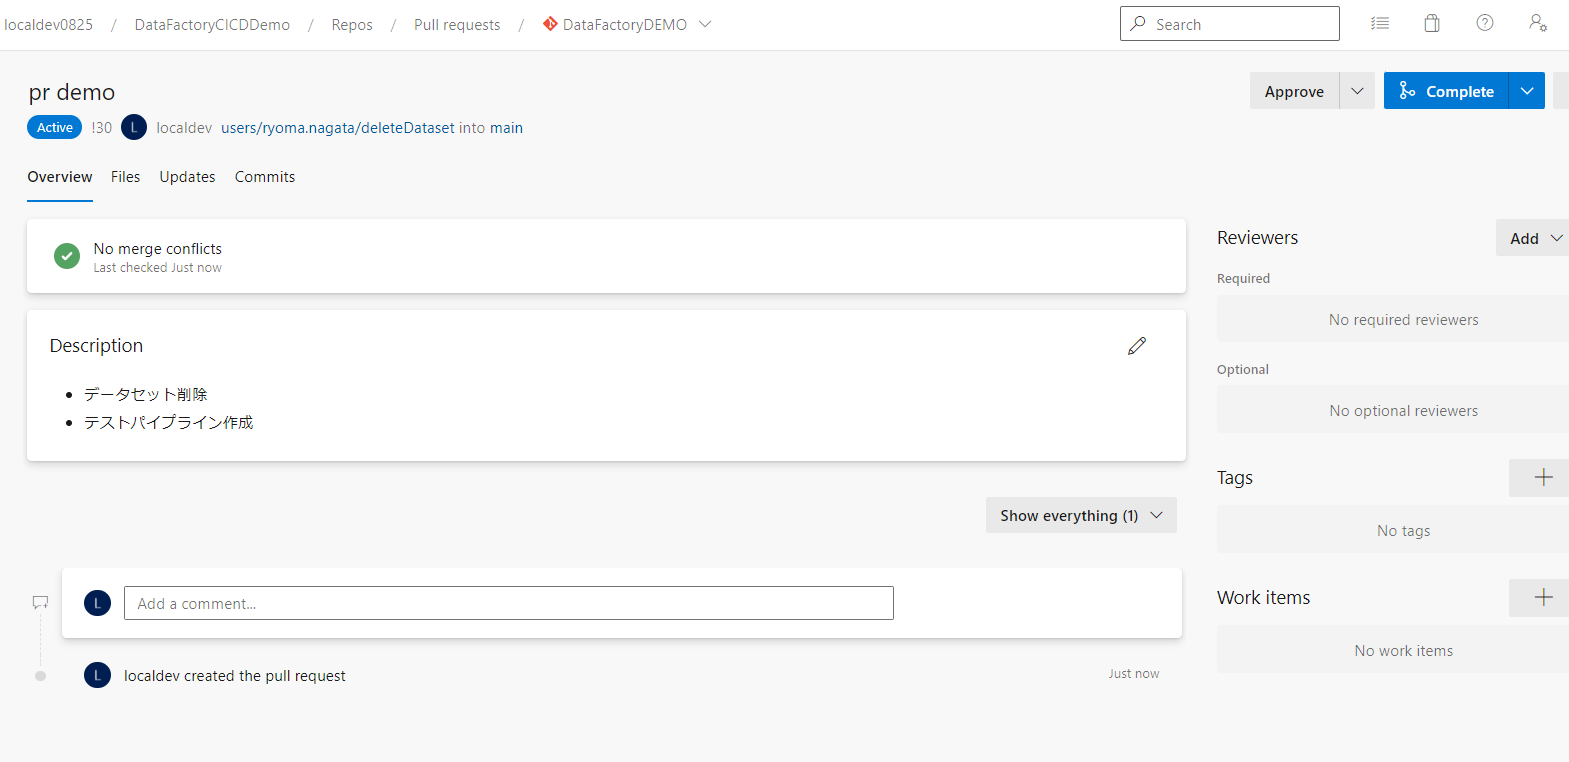 localdev0825 / DataFactoryCICDDemo / Repos / Pull requests / DataFactoryDEMO
Search
pr demo
Approve
Complete
Active !30 L localdev users/ryoma.nagata/deleteDataset into main
Overview Files Updates Commits
No merge conflicts
Last checked Just now
Description
データセット削除
テストパイプライン作成
Show everything (1)
L Add a comment...
L localdev created the pull request Just now
Reviewers Add
Required
No required reviewers
Optional
No optional reviewers
Tags
No tags
Work items
No work items